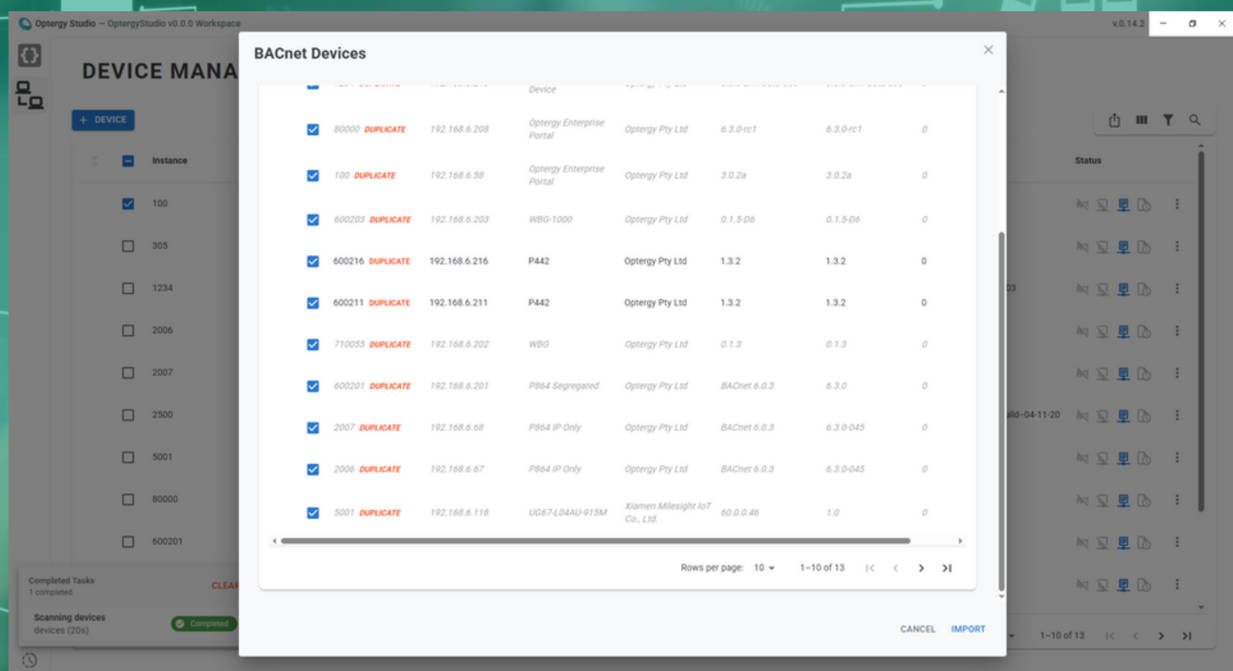 Optergy Studio – OptergyStudio v0.0.0 Workspace v.0.14.2
BACnet Devices
DEVICE MANA
+ DEVICE
Device
80000 DUPLICATE 192.168.6.208 Optergy Enterprise Portal Optergy Pty Ltd 6.3.0-rc1 6.3.0-rc1 0
Instance Status
100 DUPLICATE 192.168.6.58 Optergy Enterprise Portal Optergy Pty Ltd 3.0.2a 3.0.2a 0
100
600203 DUPLICATE 192.168.6.203 WBG-1000 Optergy Pty Ltd 0.1.5-D6 0.1.5-D6 0
305
600216 DUPLICATE 192.168.6.216 P442 Optergy Pty Ltd 1.3.2 1.3.2 0
1234 03
600211 DUPLICATE 192.168.6.211 P442 Optergy Pty Ltd 1.3.2 1.3.2 0
2006
710055 DUPLICATE 192.168.6.202 WBG Optergy Pty Ltd 0.1.3 0.1.3 0
2007
600201 DUPLICATE 192.168.6.201 P864 Segregated Optergy Pty Ltd BACnet 6.0.3 6.3.0 0
2500
2007 DUPLICATE 192.168.6.68 P864 IP Only Optergy Pty Ltd BACnet 6.0.3 6.3.0-045 0
5001
2006 DUPLICATE 192.168.6.67 P864 IP Only Optergy Pty Ltd BACnet 6.0.3 6.3.0-045 0
80000
5001 DUPLICATE 192.168.6.118 UG67-L04AU-915M Xiamen Milesight IoT Co., Ltd. 60.0.0.46 1.0 0
600201
Rows per page: 10 1–10 of 13
Completed Tasks
1 completed
CLEAR
Scanning devices
devices (20s)
Completed
CANCEL IMPORT
1–10 of 13